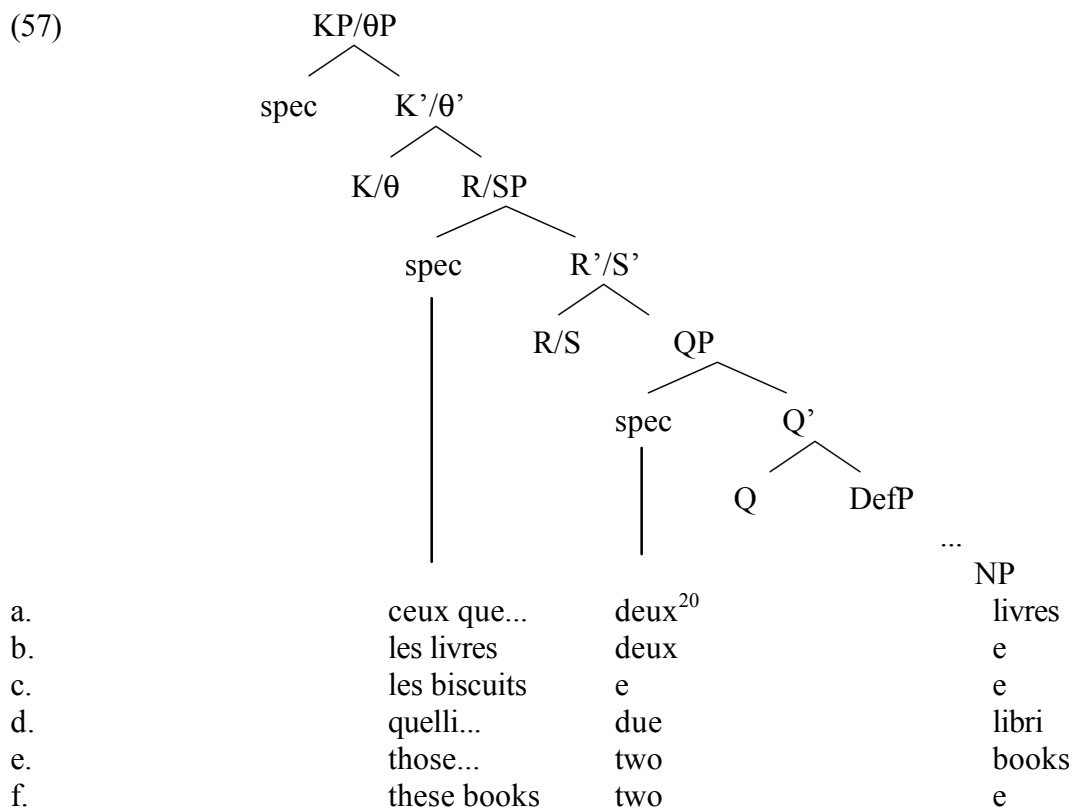 (57) KP/θP
spec K’/θ’
K/θ R/SP
spec R’/S’
R/S QP
spec Q’
Q DefP
...
NP
a. ceux que... deux20 livres
b. les livres deux e
c. les biscuits e e
d. quelli... due libri
e. those... two books
f. these books two e